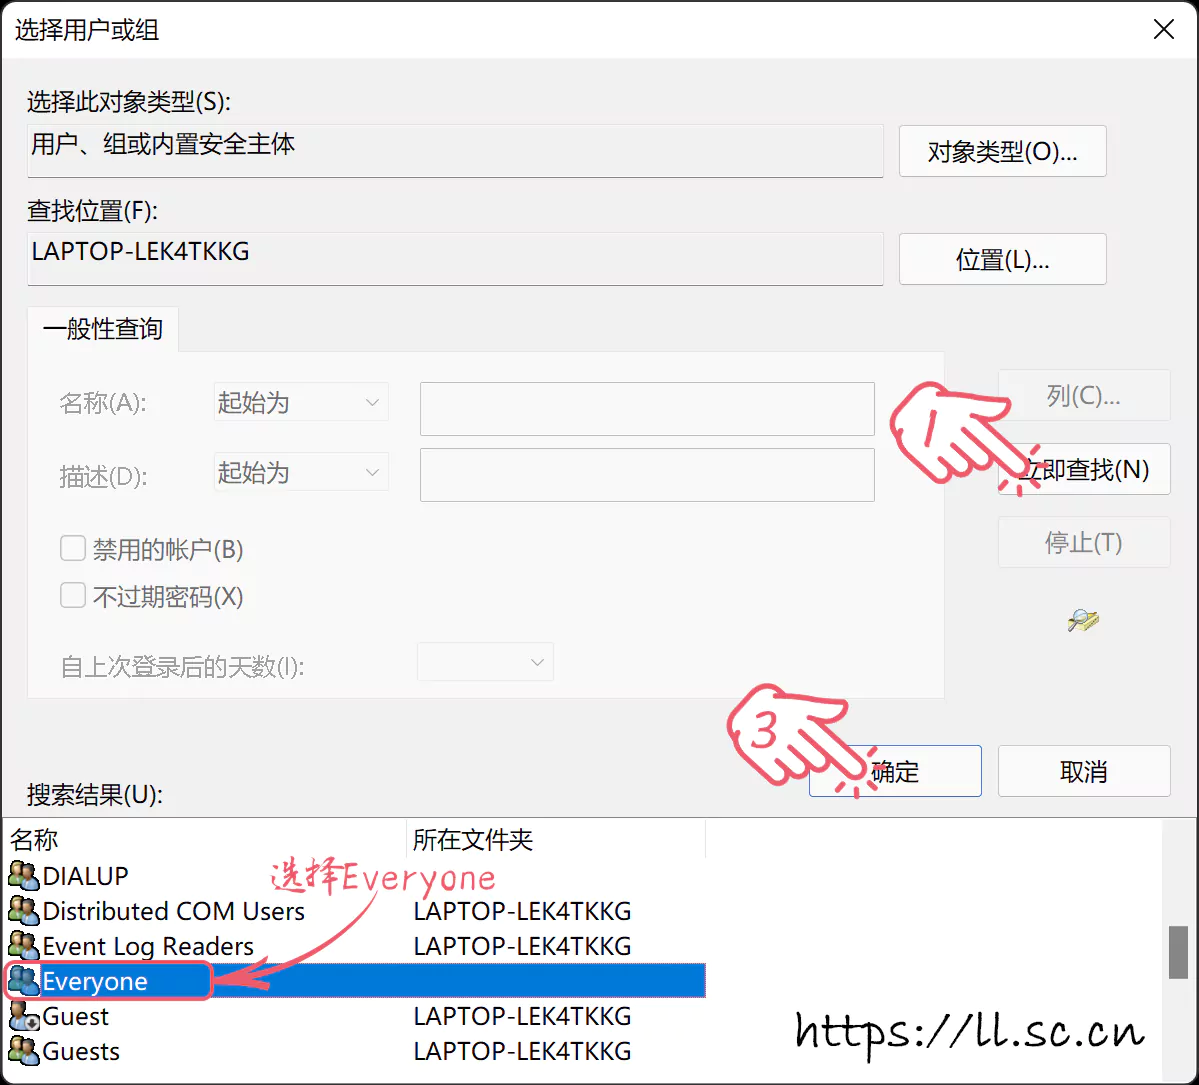 选择用户或组
选择此对象类型(S):
用户、组或内置安全主体
对象类型(O)...
查找位置(F):
LAPTOP-LEK4TKKG
位置(L)...
一般性查询
名称(A):
起始为
列(C)...
1
描述(D):
起始为
立即查找(N)
禁用的帐户(B)
停止(T)
不过期密码(X)
自上次登录后的天数(I):
3
确定
取消
搜索结果(U):
名称
所在文件夹
DIALUP
选择Everyone
Distributed COM Users
LAPTOP-LEK4TKKG
Event Log Readers
LAPTOP-LEK4TKKG
Everyone
Guest
LAPTOP-LEK4TKKG
Guests
LAPTOP-LEK4TKKG
https://ll.sc.cn